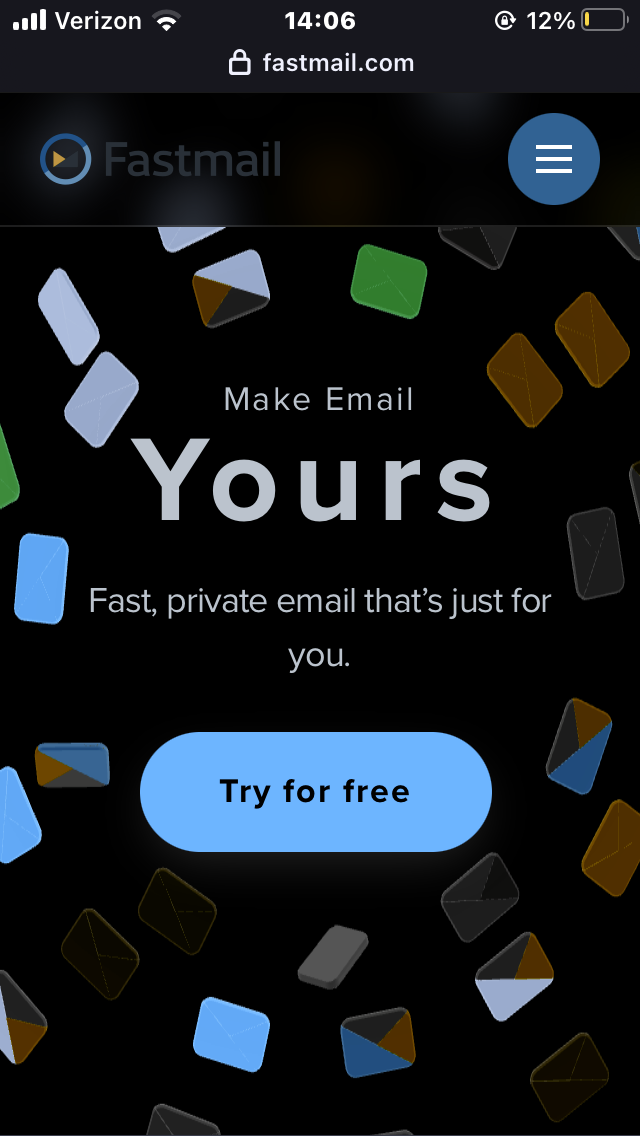 Verizon 14:06 12%
fastmail.com
Fastmail
Make Email
Yours
Fast, private email that’s just for
you.
Try for free